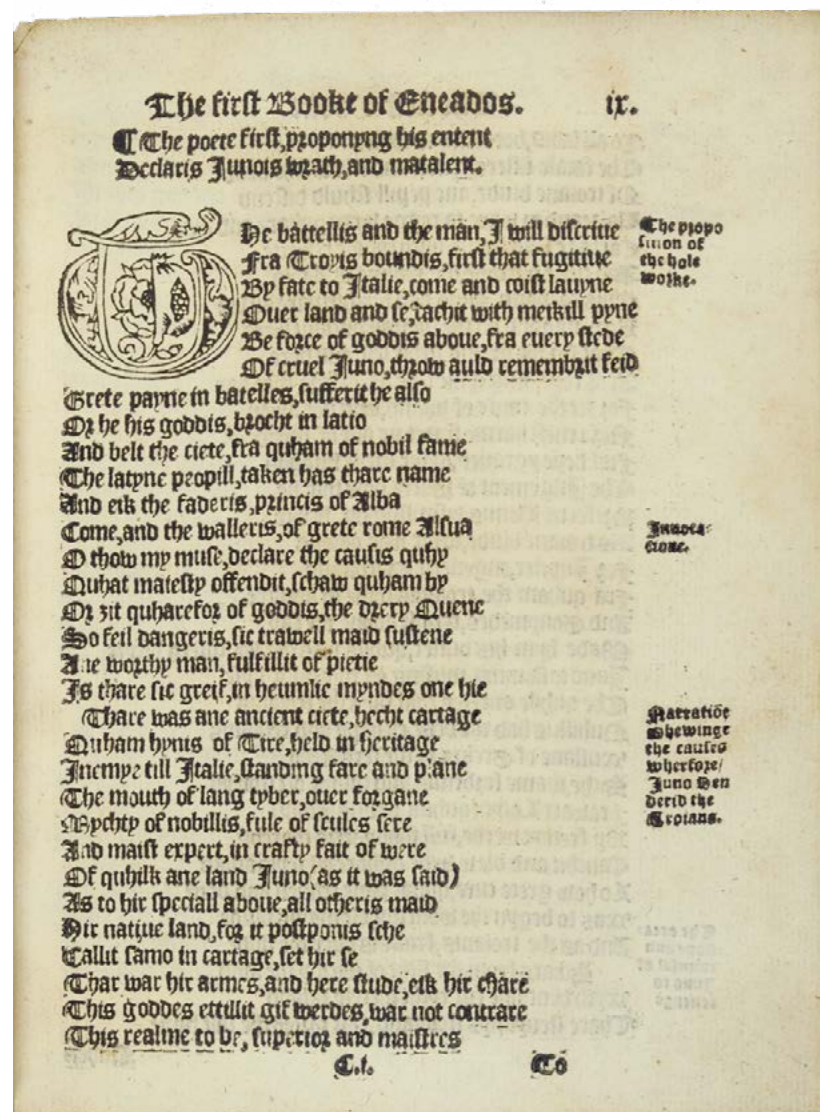 The first Booke of Eneados. ix.
¶ The poete first, proponyng his entent
Declaris Junois wrath, and matalent.
THe battellis and the man, I will discriue
Fra Troyis boundis, first that fugitiue
By fate to Italie, come and coist lauyne
Ouer land and se, cachit with meikill pyne
Be force of goddis aboue, fra euery stede
Of cruel Juno, throw auld remembrit feid
Grete payne in batelles, sufferit he also
Or he his goddis, brocht in latio
And belt the ciete, fra quham of nobil fame
The latyne peopill, taken has thare name
And eik the faderis, princis of Alba
Come, and the walleris, of grete rome Alsua
O thow my muse, declare the causis quhy
Quhat maiesty offendit, schaw quham by
Or zit quharefor of goddis, the drery Quene
So feil dangeris, sic trawell maid sustene
Ane worthy man, fulfillit of pietie
Is thare sic greif, in heuinlie myndes one hie
Thare was ane ancient ciete, hecht cartage
Quham hynis of Tire, held in heritage
Inemye till Italie, standing fare and plane
The mouth of lang tyber, ouer forgane
Mychty of nobillis, fule of scules sere
And maist expert, in crafty fait of were
Of quhilk ane land Juno (as it was said)
As to hir speciall aboue, all otheris maid
Hir natiue land, for it postponis sche
Callit samo in cartage, set hir se
Thar war hir armes, and here stude, eik hir chare
This goddes ettillit gif werdes, war not contrare
This realme to be, superior and maistres
C.i. To
The propo
sition of
the hole
worke.
Inuoca-
cione.
Narratiōe
shewinge
the causes
wherfore/
Juno hen
derid the
Troians.